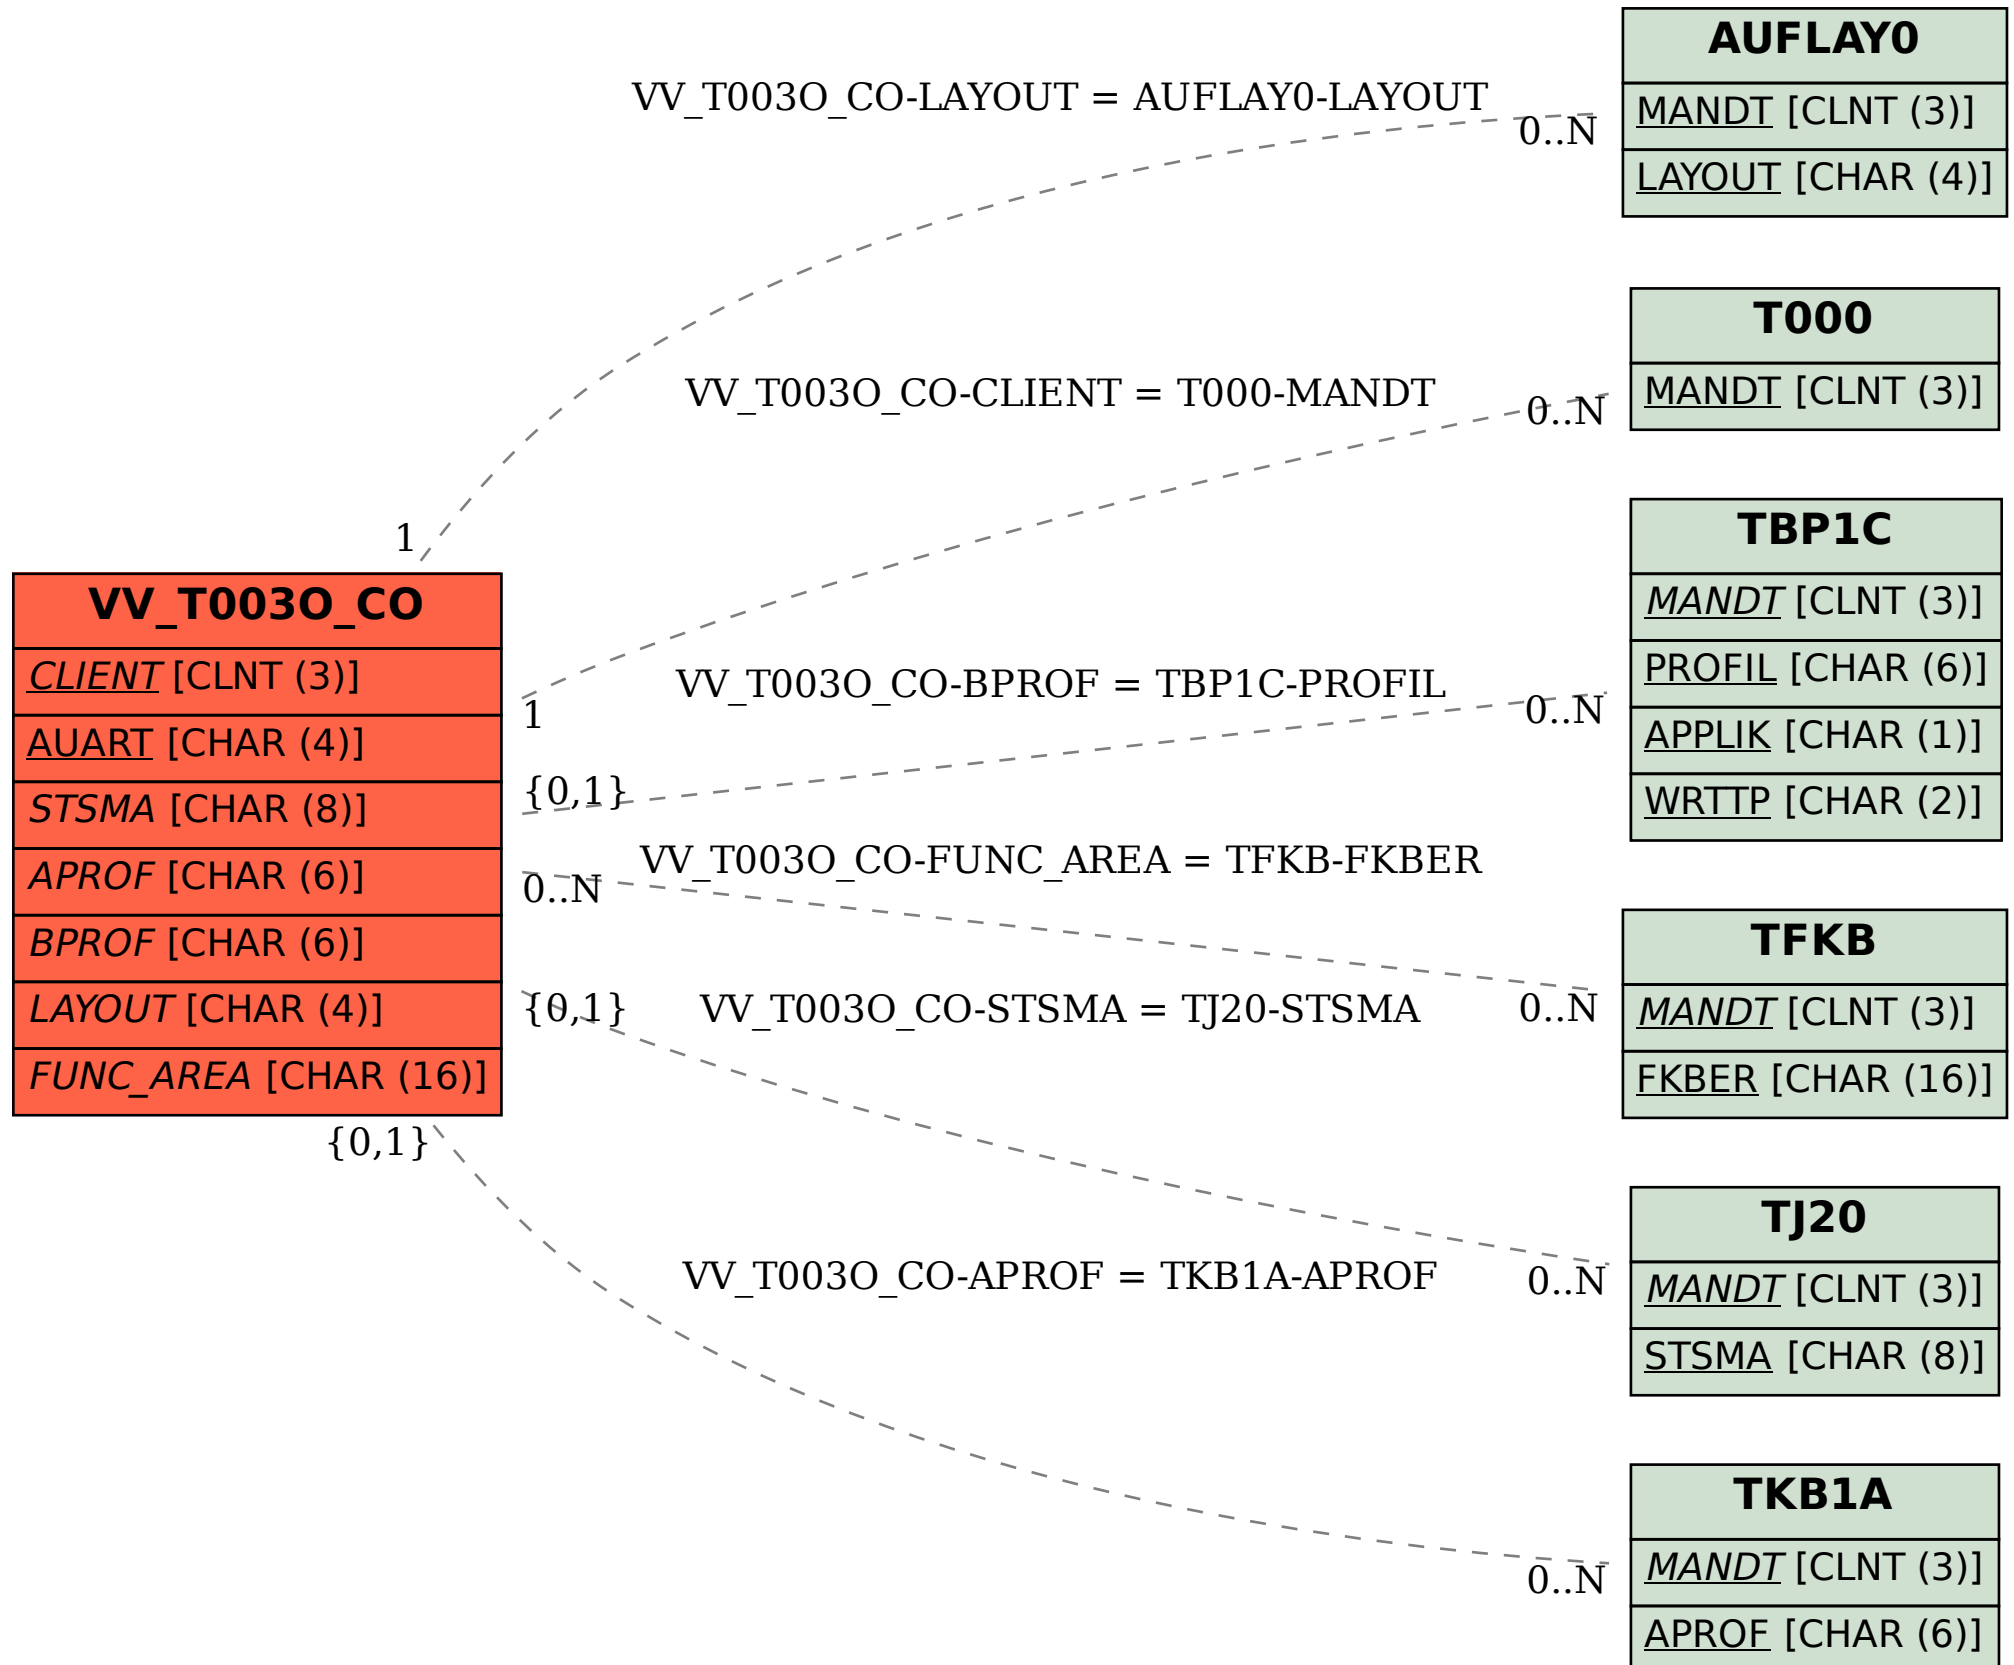 AUFLAY0
MANDT [CLNT (3)]
LAYOUT [CHAR (4)]
VV_T003O_CO-LAYOUT = AUFLAY0-LAYOUT
0..N
1
T000
MANDT [CLNT (3)]
VV_T003O_CO-CLIENT = T000-MANDT
0..N
1
TBP1C
MANDT [CLNT (3)]
PROFIL [CHAR (6)]
APPLIK [CHAR (1)]
WRTTP [CHAR (2)]
VV_T003O_CO-BPROF = TBP1C-PROFIL
0..N
{0,1}
VV_T003O_CO
CLIENT [CLNT (3)]
AUART [CHAR (4)]
STSMA [CHAR (8)]
APROF [CHAR (6)]
BPROF [CHAR (6)]
LAYOUT [CHAR (4)]
FUNC_AREA [CHAR (16)]
VV_T003O_CO-FUNC_AREA = TFKB-FKBER
0..N
0..N
TFKB
MANDT [CLNT (3)]
FKBER [CHAR (16)]
{0,1}
VV_T003O_CO-STSMA = TJ20-STSMA
0..N
TJ20
MANDT [CLNT (3)]
STSMA [CHAR (8)]
{0,1}
VV_T003O_CO-APROF = TKB1A-APROF
0..N
TKB1A
MANDT [CLNT (3)]
APROF [CHAR (6)]